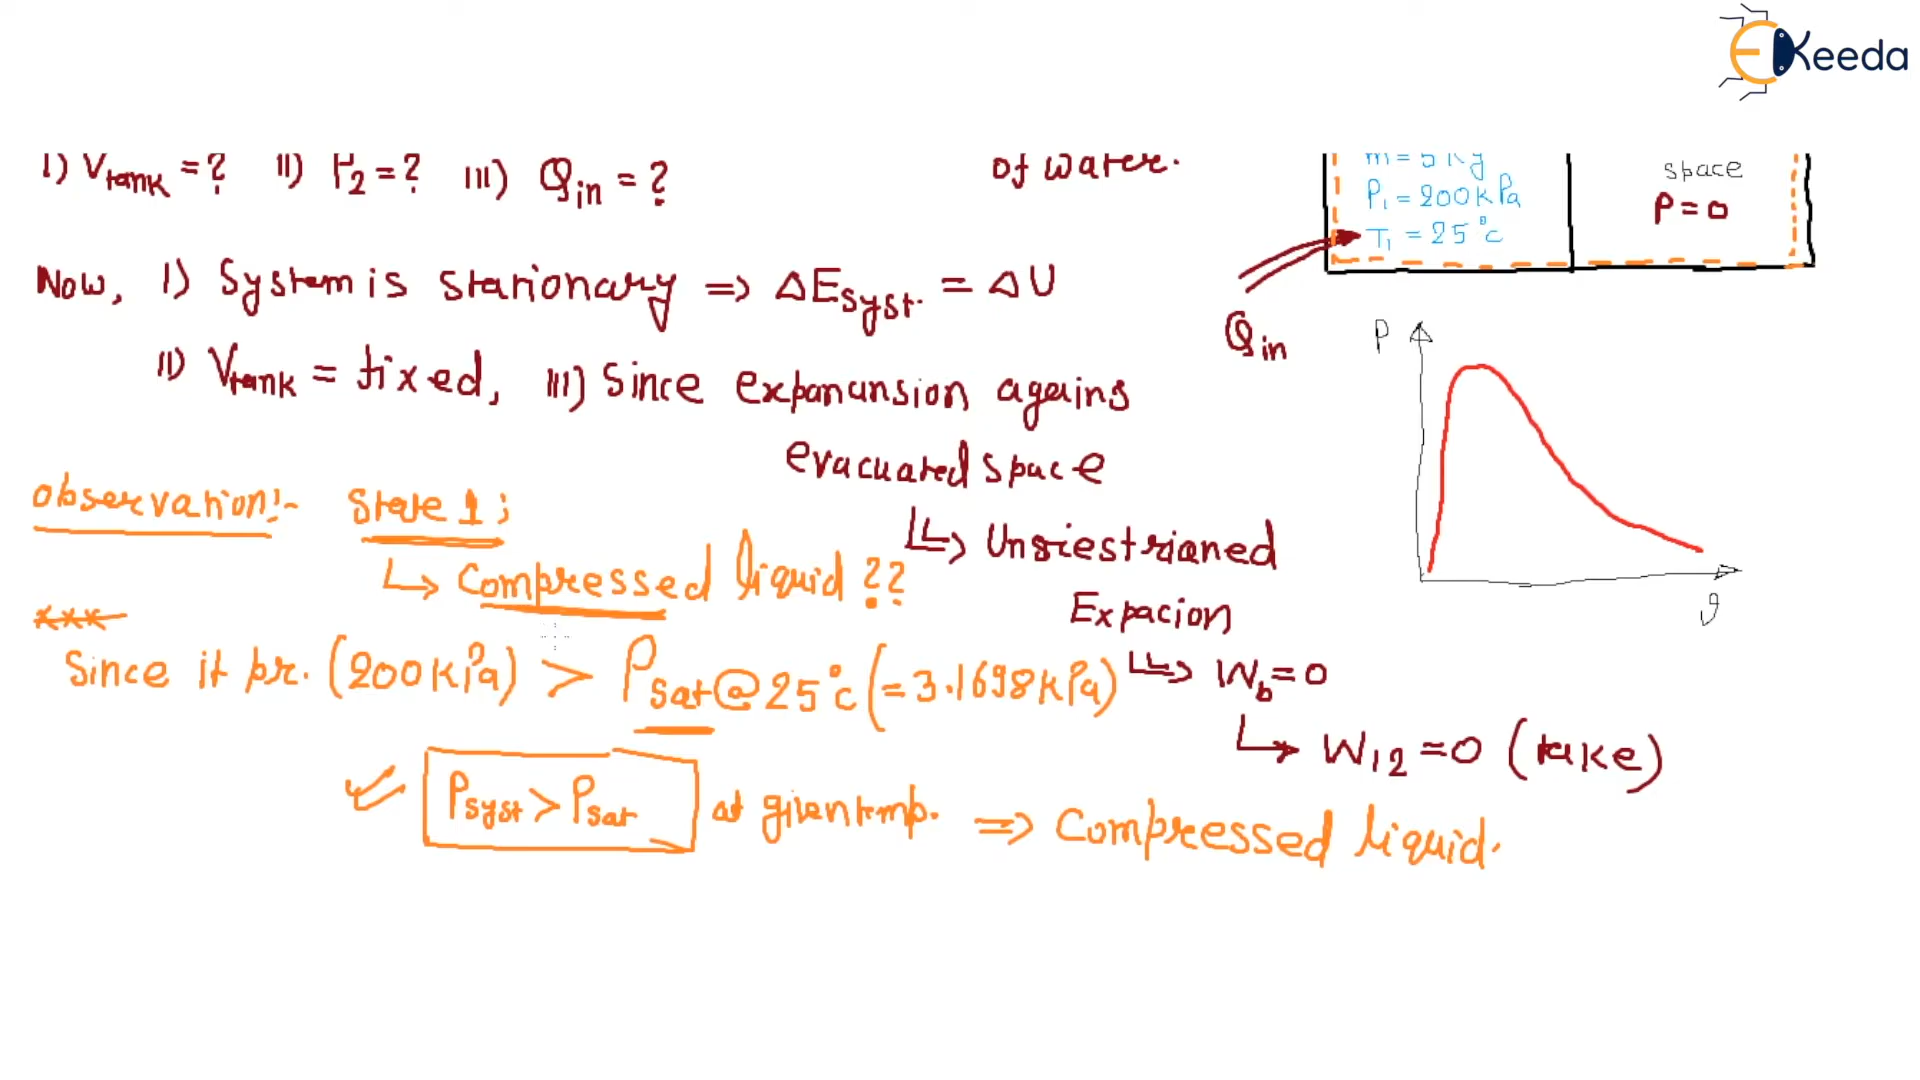 EKeeda
I) Vtank = ? II) P2 = ? III) Qin = ?
of water.
m = 5 Kg
P1 = 200 kPa
T1 = 25°C
space
P = 0
Qin
Now, I) System is stationary => ΔEsyst. = ΔU
II) Vtank = fixed, III) Since expanansion agains
evacuated space
↳ Unsiestrianed
Expacion
↳ Wb = 0
↳ W12 = 0 (take)
P
ϑ
observation:- State 1:
↳ Compressed liquid ??
***
Since it pr. (200 kPa) > Psat@25°C (= 3.1698 kPa)
Psyst > Psat at given temp. => Compressed liquid.